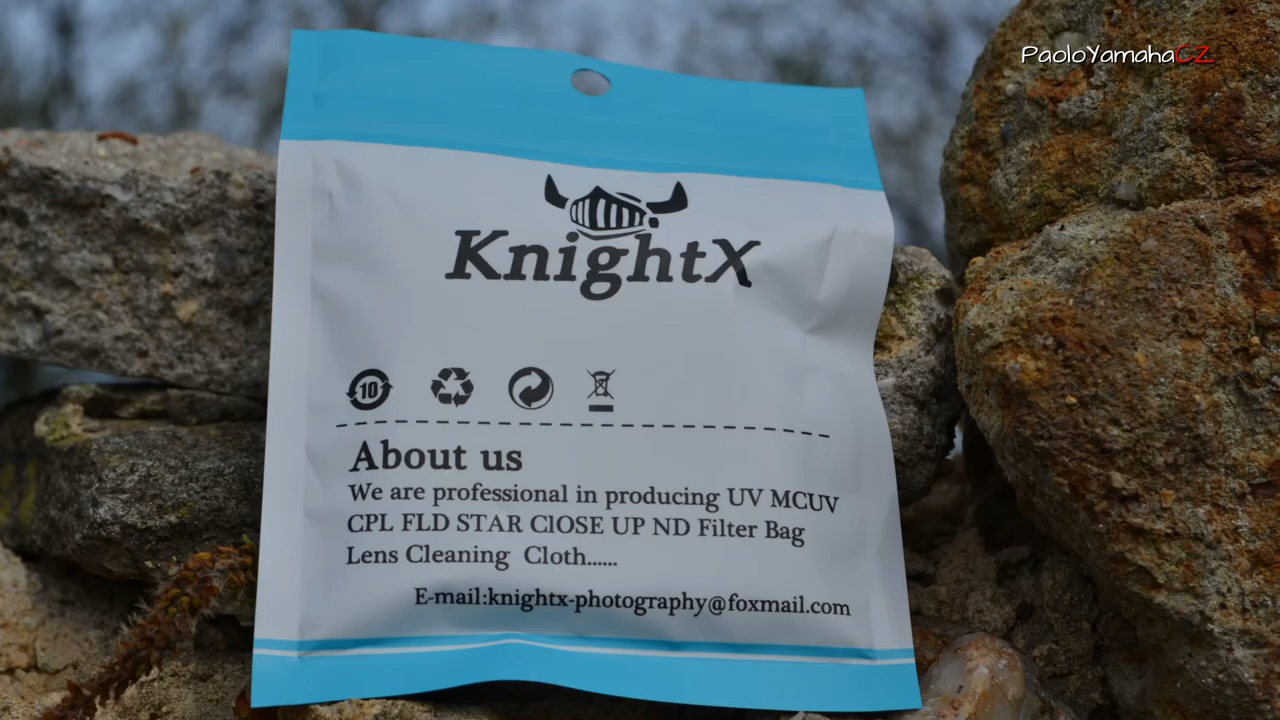 PaoloYamahaCZ
KnightX
10
About us
We are professional in producing UV MCUV
CPL FLD STAR ClOSE UP ND Filter Bag
Lens Cleaning Cloth......
E-mail:knightx-photography@foxmail.com